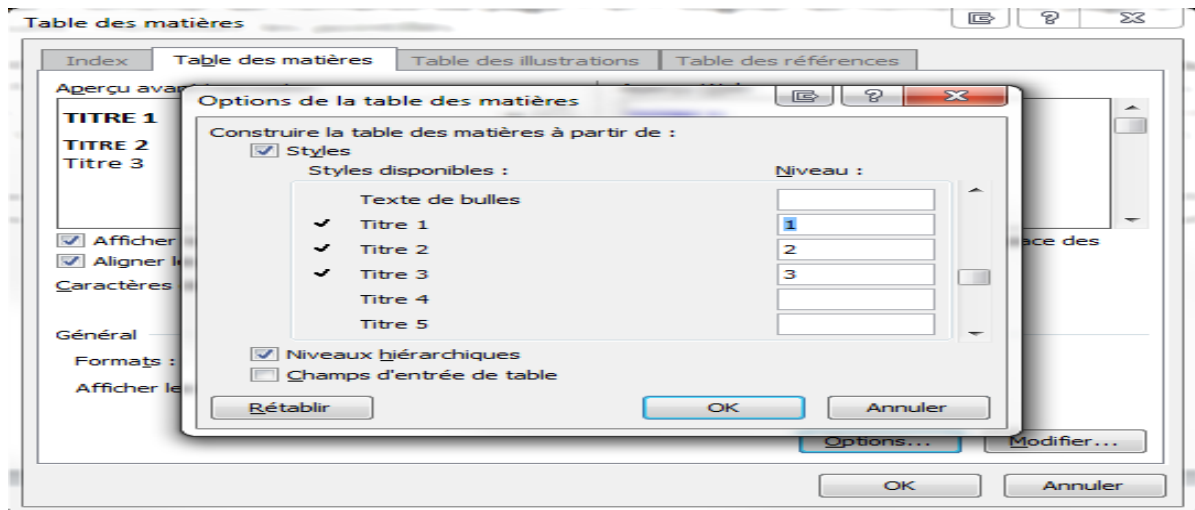 Table des matières
Index Table des matières Table des illustrations Table des références
Aperçu avan
TITRE 1
TITRE 2
Titre 3
Afficher
Aligner le
ace des
Caractères
Général
Formats :
Afficher le
Options... Modifier...
OK Annuler
Options de la table des matières
Construire la table des matières à partir de :
Styles
Styles disponibles : Niveau :
Texte de bulles
Titre 1 1
Titre 2 2
Titre 3 3
Titre 4
Titre 5
Niveaux hiérarchiques
Champs d'entrée de table
Rétablir OK Annuler